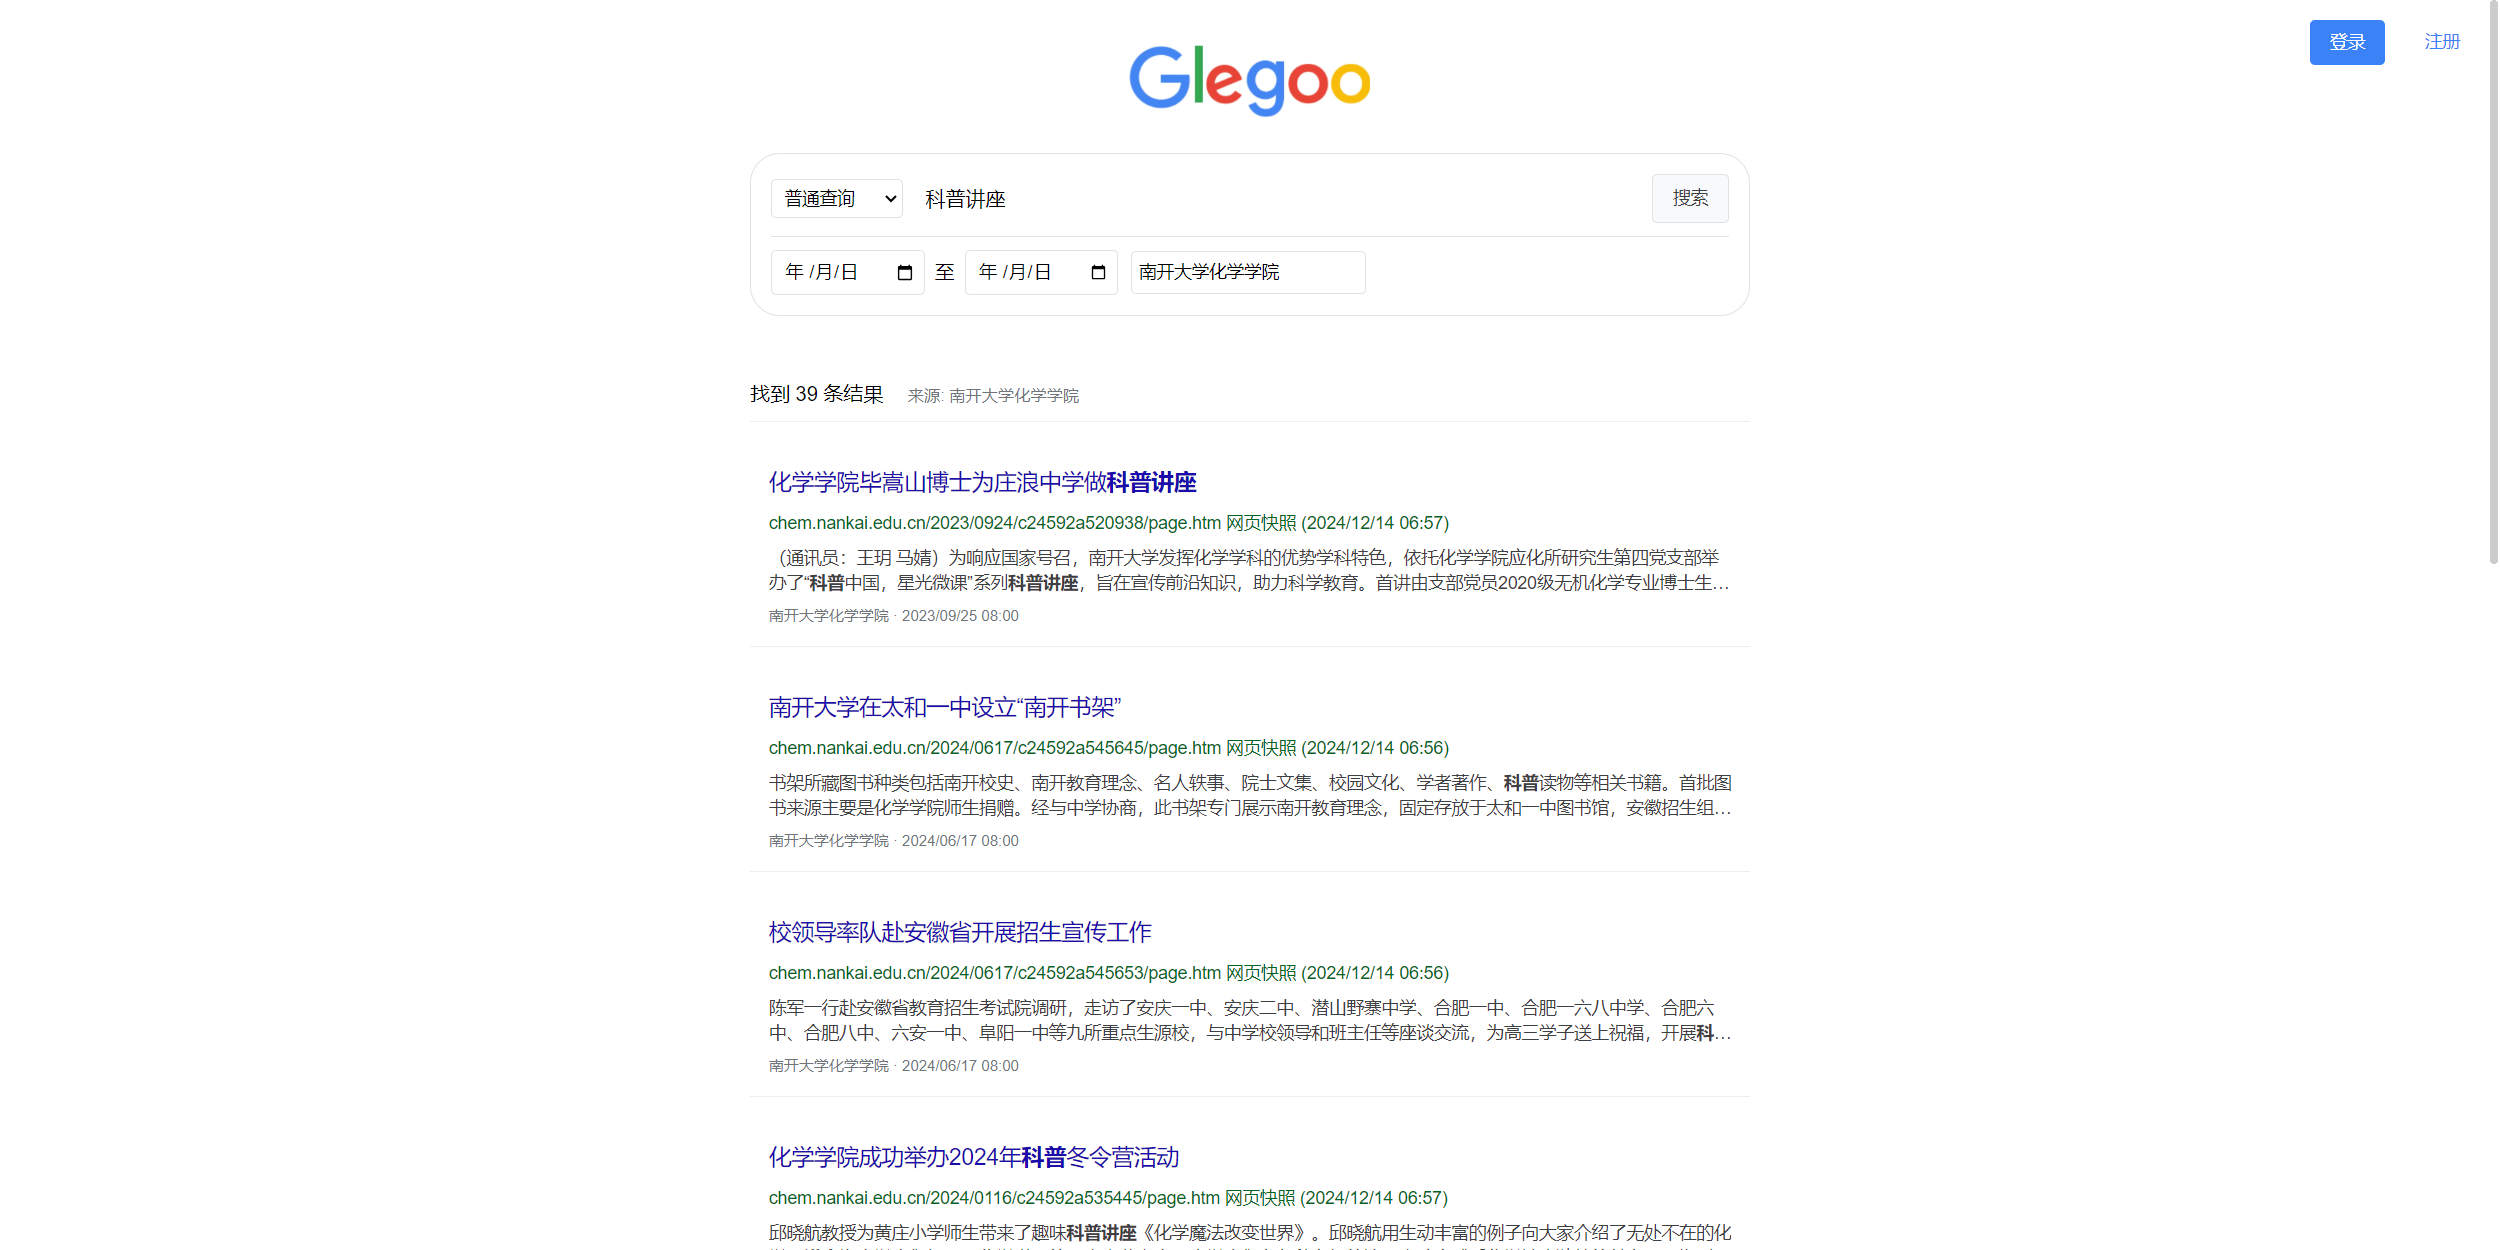 登录 注册
Glegoo
普通查询 科普讲座 搜索
年 /月/日 至 年 /月/日 南开大学化学学院
找到 39 条结果 来源: 南开大学化学学院
化学学院毕嵩山博士为庄浪中学做科普讲座
chem.nankai.edu.cn/2023/0924/c24592a520938/page.htm 网页快照 (2024/12/14 06:57)
（通讯员：王玥 马婧）为响应国家号召，南开大学发挥化学学科的优势学科特色，依托化学学院应化所研究生第四党支部举
办了“科普中国，星光微课”系列科普讲座，旨在宣传前沿知识，助力科学教育。首讲由支部党员2020级无机化学专业博士生…
南开大学化学学院 · 2023/09/25 08:00
南开大学在太和一中设立“南开书架”
chem.nankai.edu.cn/2024/0617/c24592a545645/page.htm 网页快照 (2024/12/14 06:56)
书架所藏图书种类包括南开校史、南开教育理念、名人轶事、院士文集、校园文化、学者著作、科普读物等相关书籍。首批图
书来源主要是化学学院师生捐赠。经与中学协商，此书架专门展示南开教育理念，固定存放于太和一中图书馆，安徽招生组…
南开大学化学学院 · 2024/06/17 08:00
校领导率队赴安徽省开展招生宣传工作
chem.nankai.edu.cn/2024/0617/c24592a545653/page.htm 网页快照 (2024/12/14 06:56)
陈军一行赴安徽省教育招生考试院调研，走访了安庆一中、安庆二中、潜山野寨中学、合肥一中、合肥一六八中学、合肥六
中、合肥八中、六安一中、阜阳一中等九所重点生源校，与中学校领导和班主任等座谈交流，为高三学子送上祝福，开展科…
南开大学化学学院 · 2024/06/17 08:00
化学学院成功举办2024年科普冬令营活动
chem.nankai.edu.cn/2024/0116/c24592a535445/page.htm 网页快照 (2024/12/14 06:57)
邱晓航教授为黄庄小学师生带来了趣味科普讲座《化学魔法改变世界》。邱晓航用生动丰富的例子向大家介绍了无处不在的化